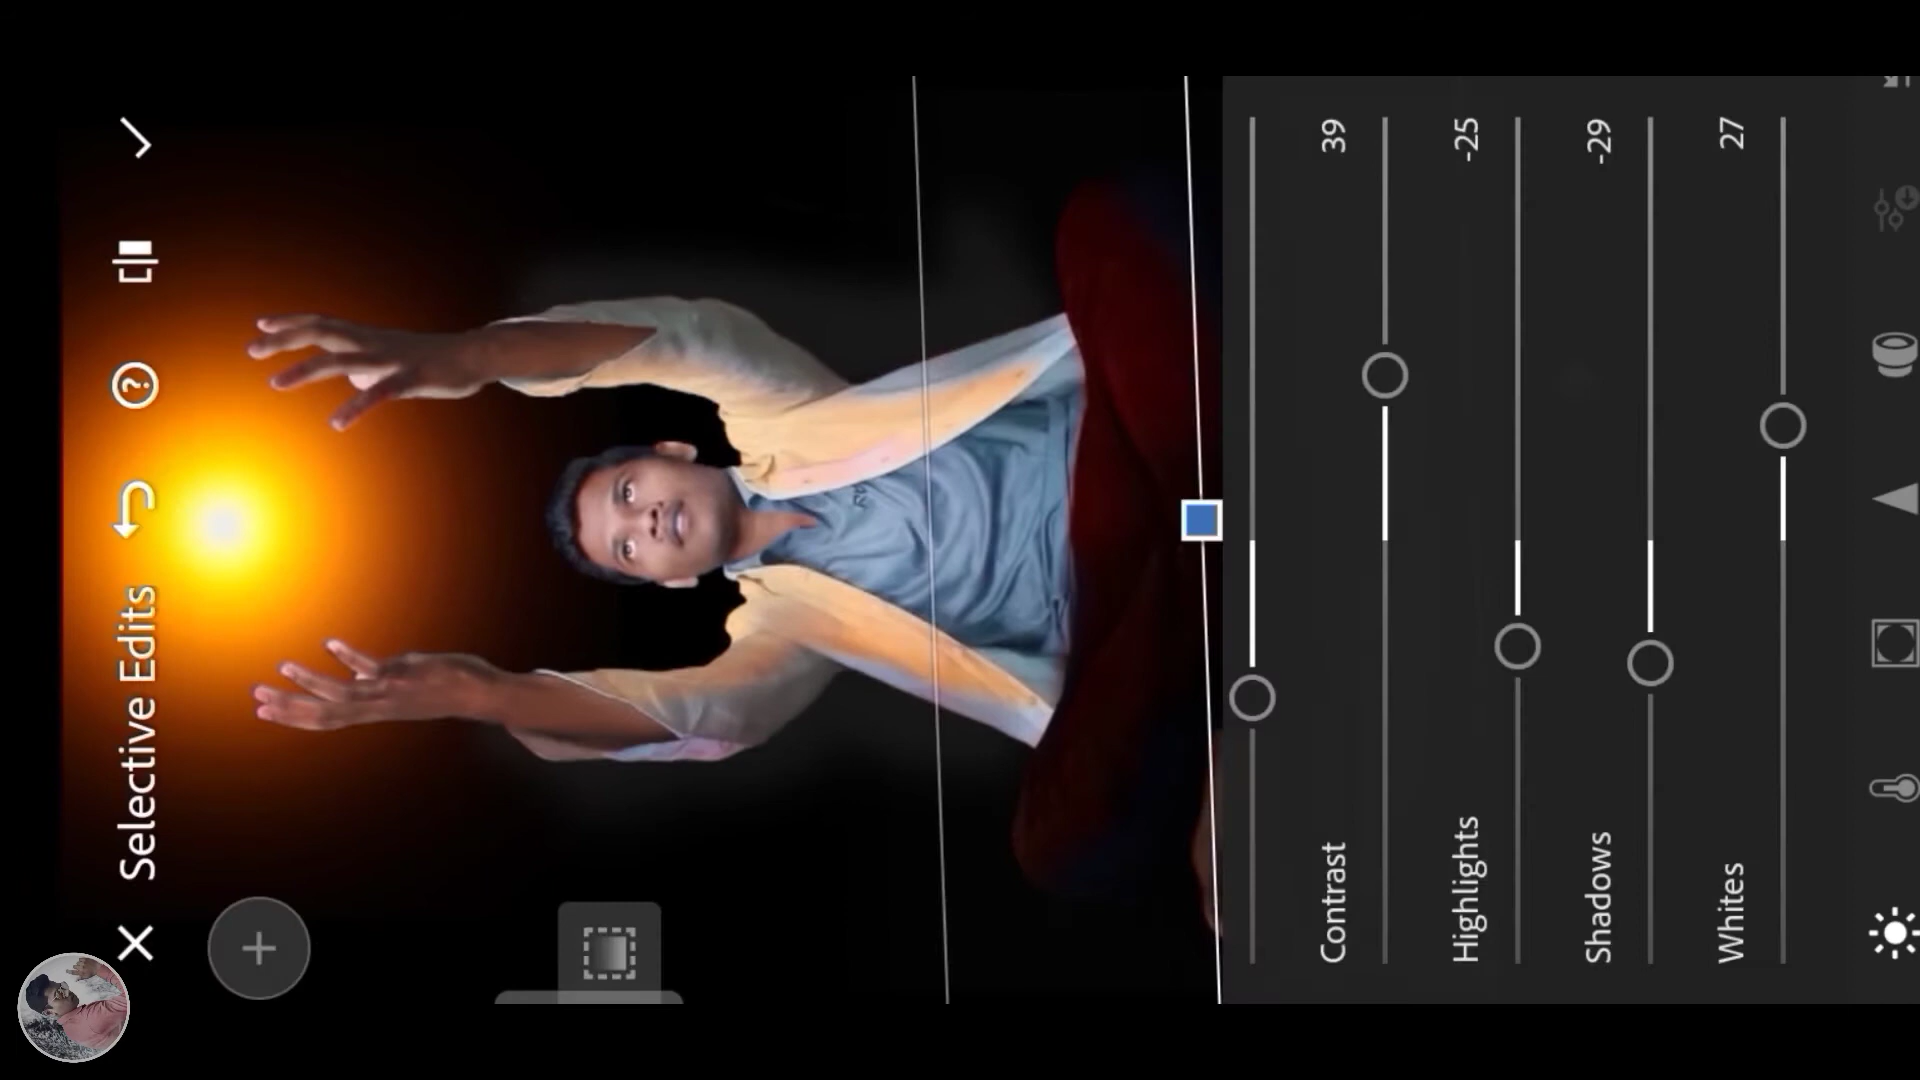 Selective Edits
Contrast 39
Highlights -25
Shadows -29
Whites 27